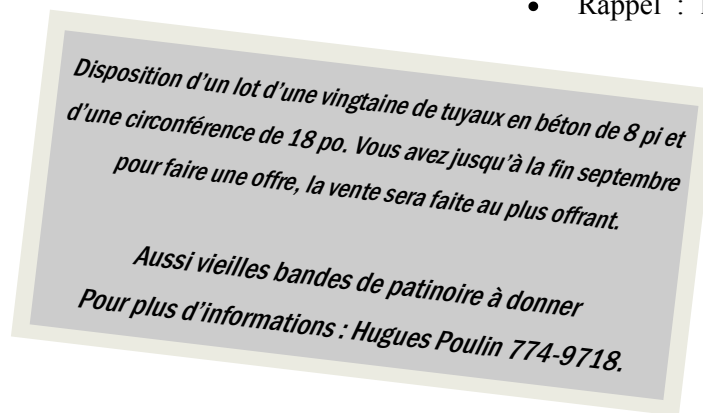 • Rappel :
Disposition d'un lot d'une vingtaine de tuyaux en béton de 8 pi et
d'une circonférence de 18 po. Vous avez jusqu'à la fin septembre
pour faire une offre, la vente sera faite au plus offrant.
Aussi vieilles bandes de patinoire à donner
Pour plus d'informations : Hugues Poulin 774-9718.